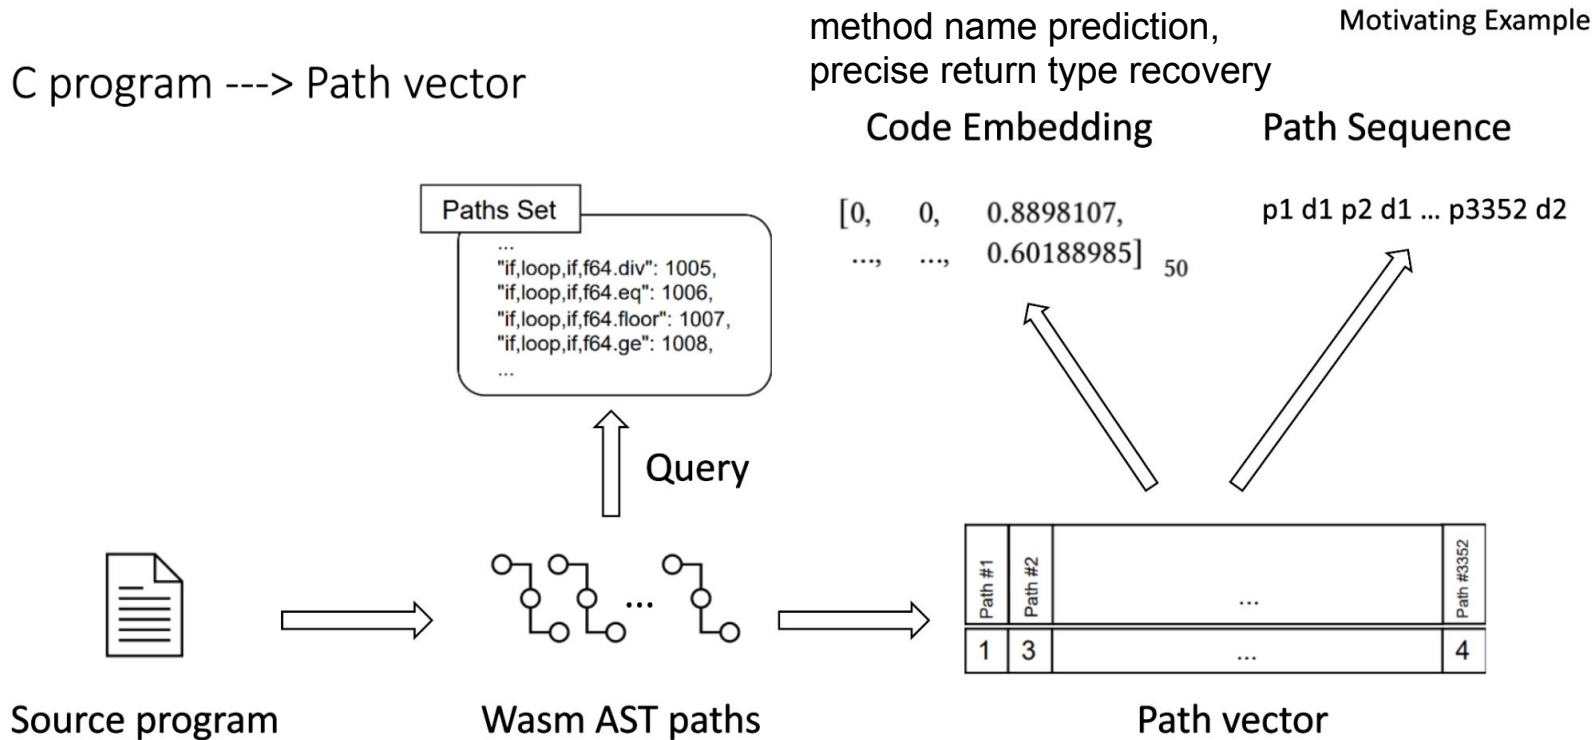 method name prediction,
precise return type recovery
Motivating Example
C program ---> Path vector
Code Embedding
Path Sequence
Paths Set
...
"if,loop,if,f64.div": 1005,
"if,loop,if,f64.eq": 1006,
"if,loop,if,f64.floor": 1007,
"if,loop,if,f64.ge": 1008,
...
[0, 0, 0.8898107,
..., ..., 0.60188985] 50
p1 d1 p2 d1 ... p3352 d2
Query
...
Path #1
Path #2
...
Path #3352
1 3 ... 4
Source program
Wasm AST paths
Path vector